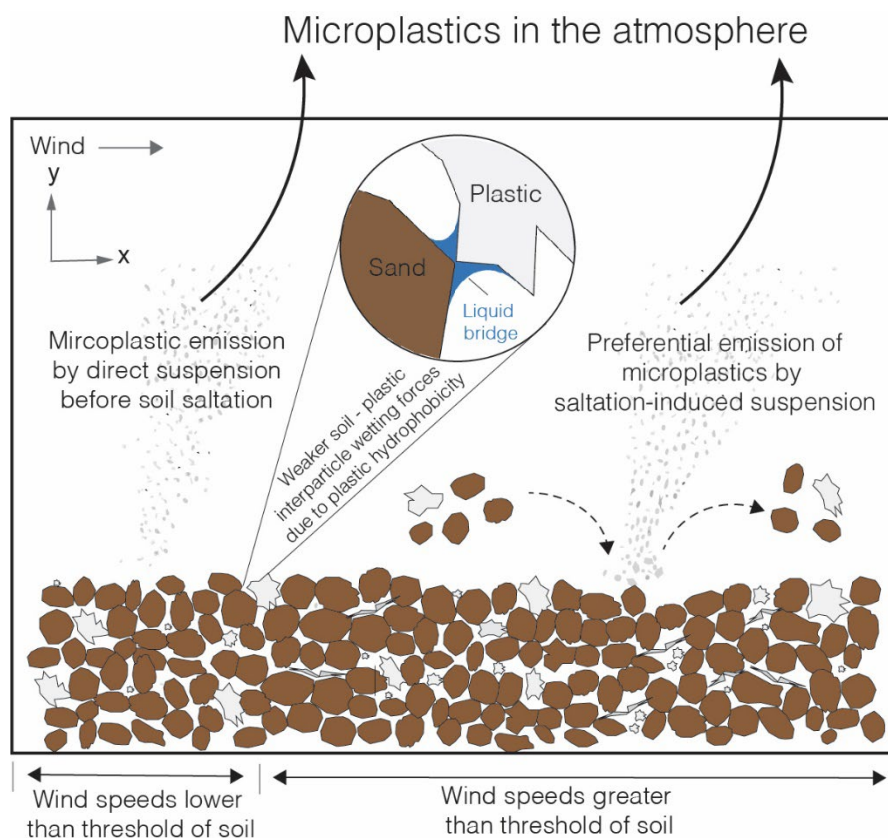 Microplastics in the atmosphere
Wind
y
x
Plastic
Sand
Liquid
bridge
Mircoplastic emission
by direct suspension
before soil saltation
Weaker soil - plastic
interparticle wetting forces
due to plastic hydrophobicity
Preferential emission of
microplastics by
saltation-induced suspension
Wind speeds lower
than threshold of soil
Wind speeds greater
than threshold of soil